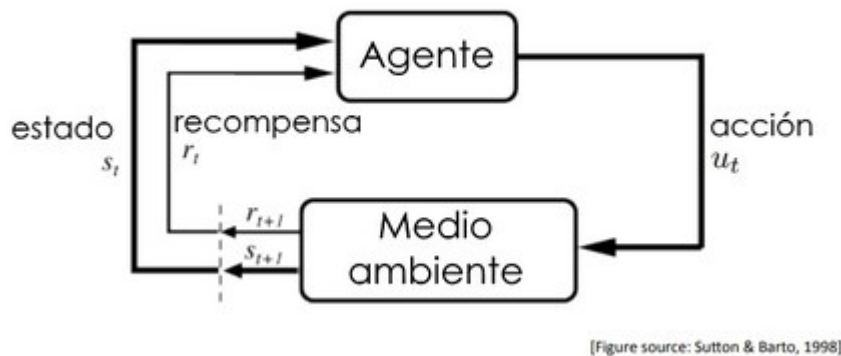 Agente
estado
s_t
recompensa
r_t
acción
u_t
r_{t+1}
s_{t+1}
Medio
ambiente
[Figure source: Sutton & Barto, 1998]